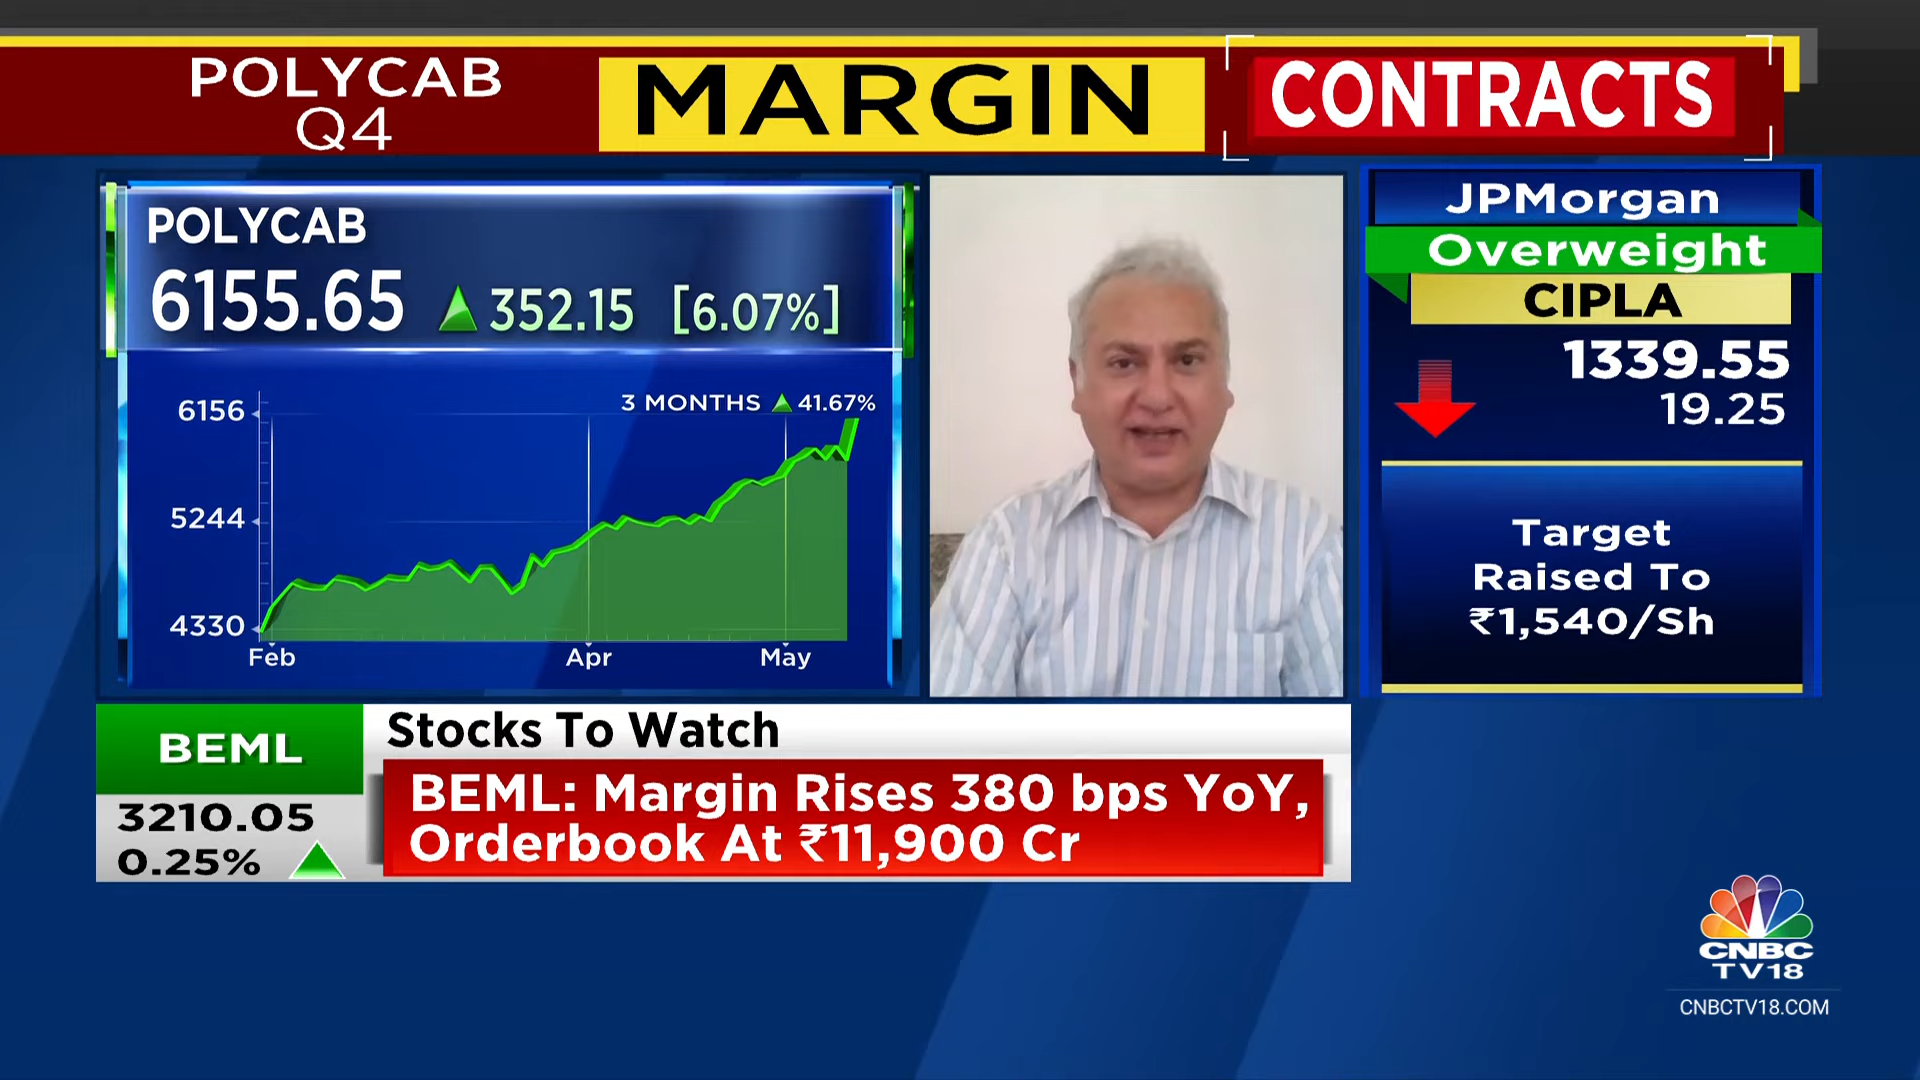 POLYCAB
Q4
MARGIN
CONTRACTS
POLYCAB
6155.65 352.15 [6.07%]
3 MONTHS 41.67%
6156
5244
4330
Feb Apr May
JPMorgan
Overweight
CIPLA
1339.55
19.25
Target
Raised To
₹1,540/Sh
BEML
3210.05
0.25%
Stocks To Watch
BEML: Margin Rises 380 bps YoY,
Orderbook At ₹11,900 Cr
CNBC
TV18
CNBCTV18.COM